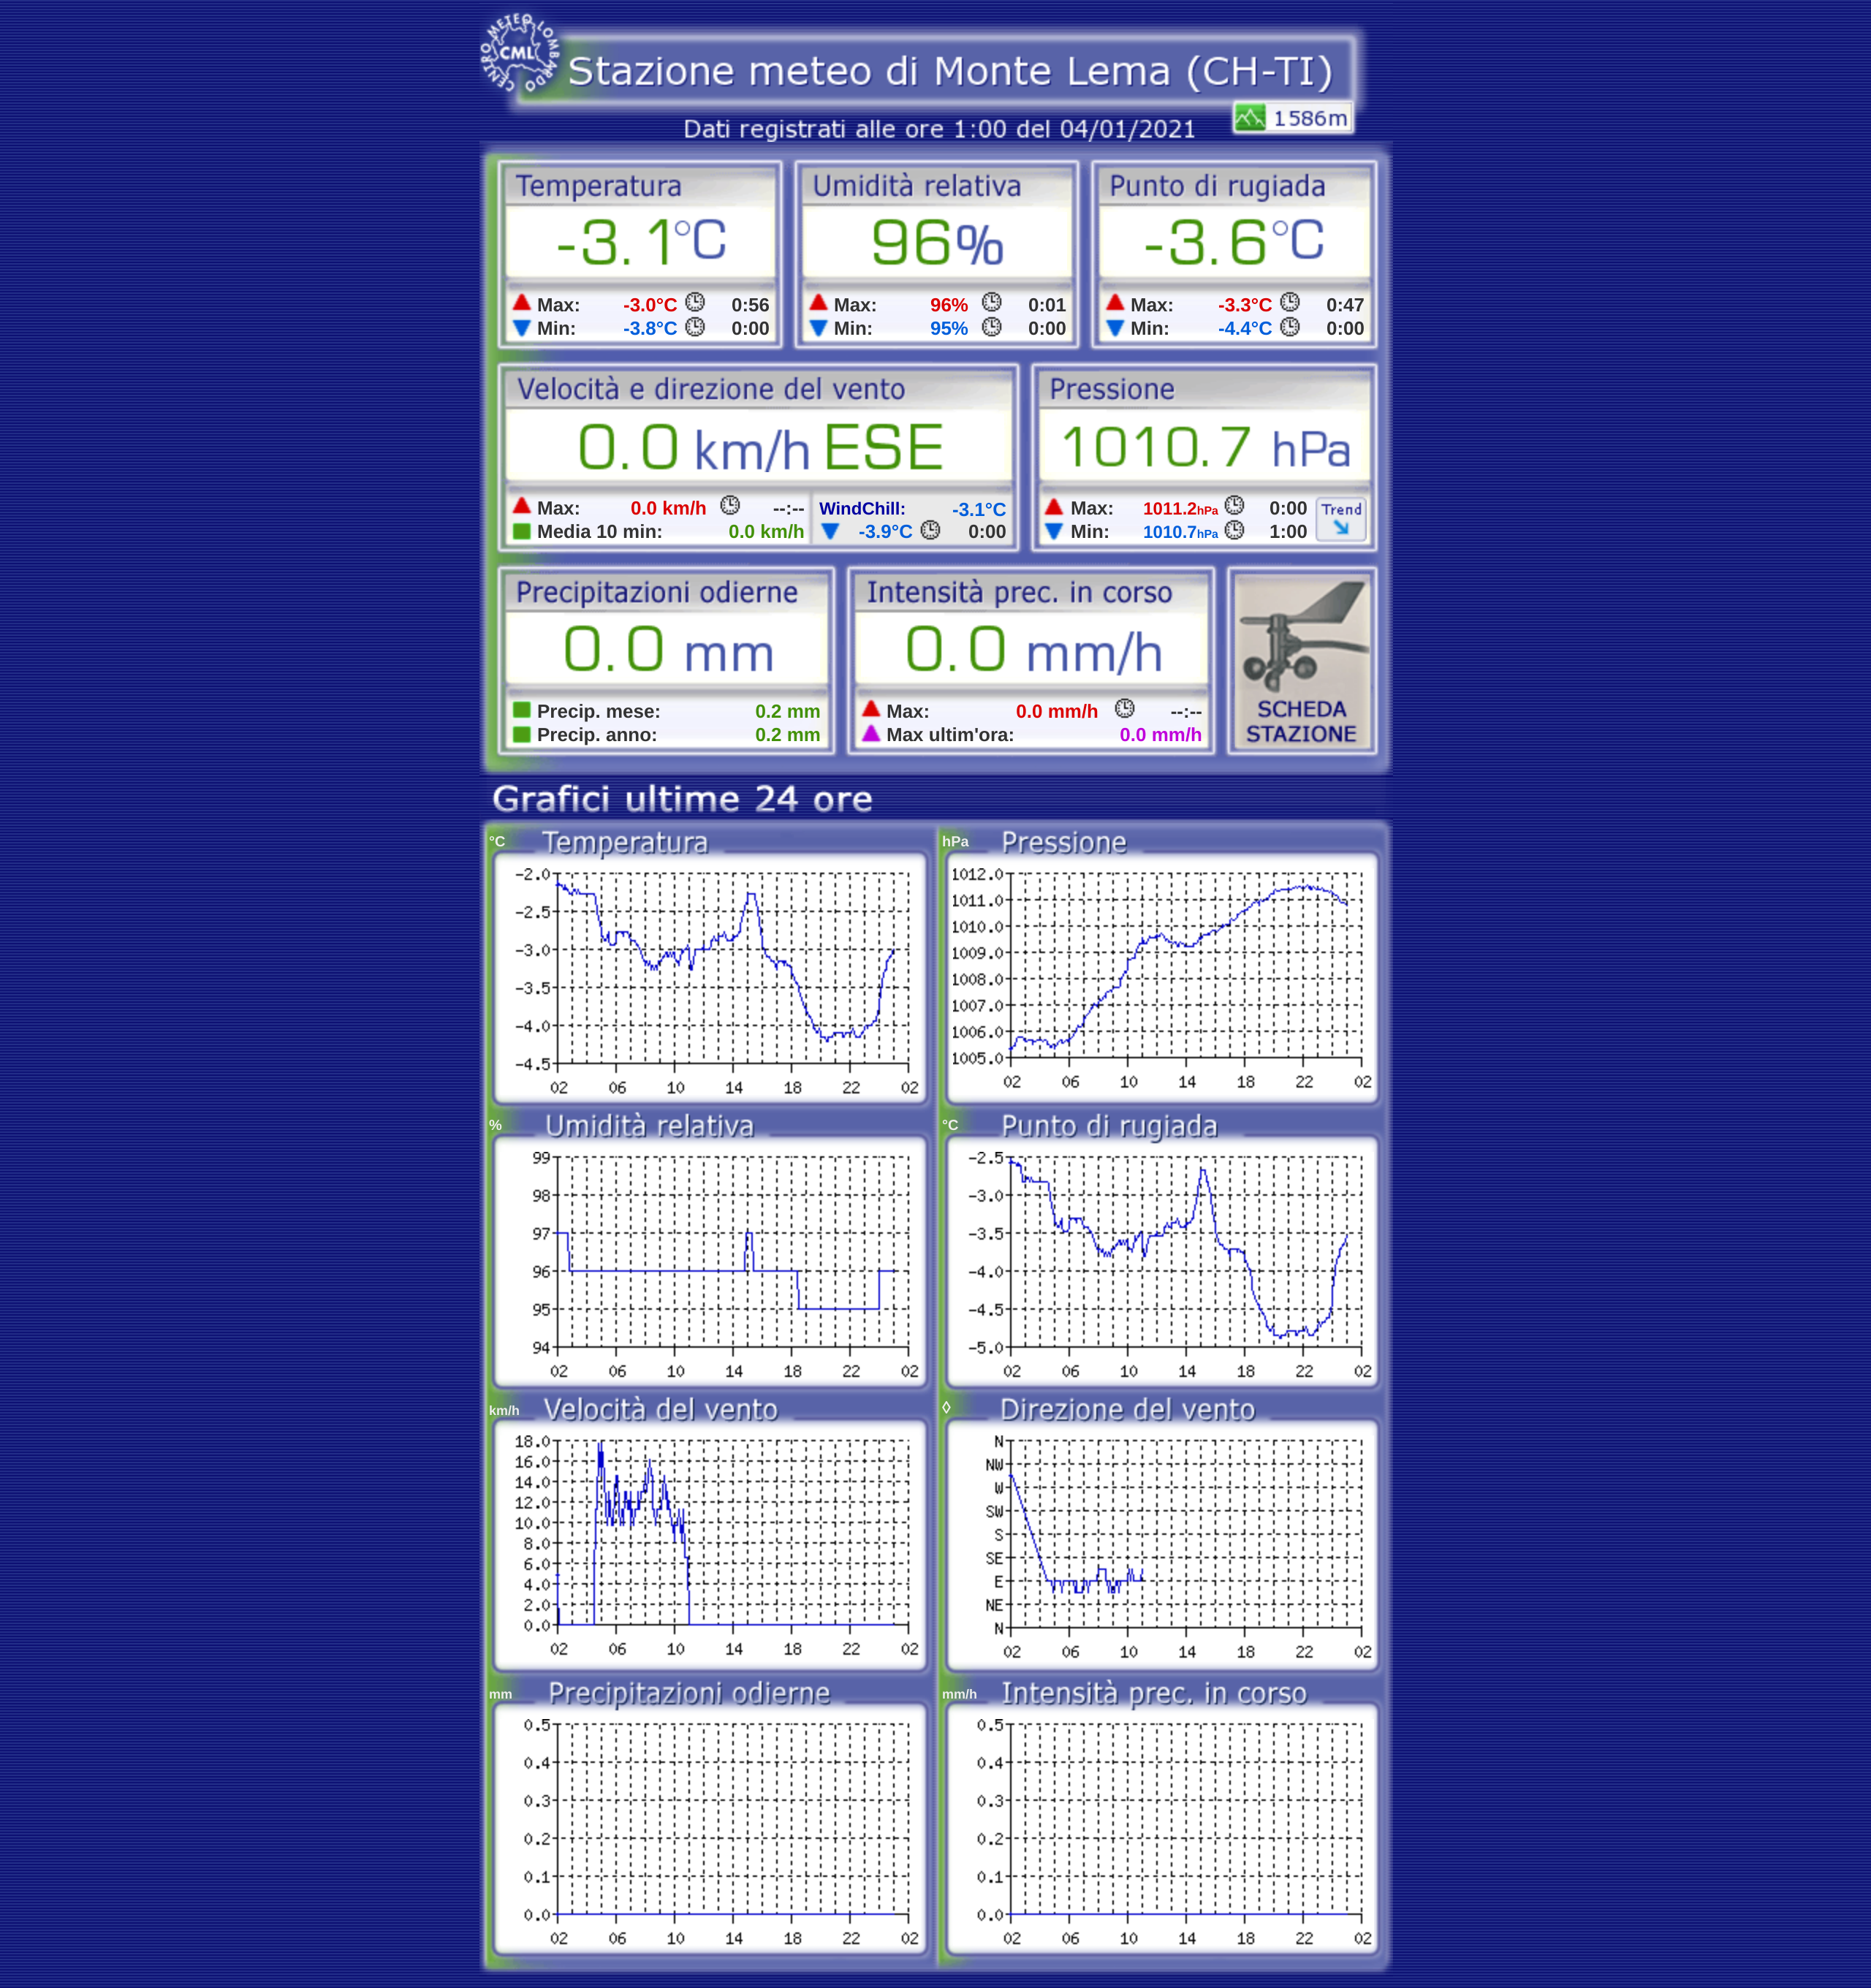 CENTRO METEO LOMBARDO
CML
Stazione meteo di Monte Lema (CH-TI)
1586m
Dati registrati alle ore 1:00 del 04/01/2021
Temperatura
-3.1°C
Max: -3.0°C 0:56
Min: -3.8°C 0:00
Umidità relativa
96%
Max: 96% 0:01
Min: 95% 0:00
Punto di rugiada
-3.6°C
Max: -3.3°C 0:47
Min: -4.4°C 0:00
Velocità e direzione del vento
0.0 km/h ESE
Max: 0.0 km/h --:--
Media 10 min: 0.0 km/h
WindChill: -3.1°C
-3.9°C 0:00
Pressione
1010.7 hPa
Max: 1011.2hPa 0:00
Min: 1010.7hPa 1:00
Trend
Precipitazioni odierne
0.0 mm
Precip. mese: 0.2 mm
Precip. anno: 0.2 mm
Intensità prec. in corso
0.0 mm/h
Max: 0.0 mm/h --:--
Max ultim'ora: 0.0 mm/h
SCHEDA
STAZIONE
Grafici ultime 24 ore
°C Temperatura
-2.0
-2.5
-3.0
-3.5
-4.0
-4.5
02 06 10 14 18 22 02
hPa Pressione
1012.0
1011.0
1010.0
1009.0
1008.0
1007.0
1006.0
1005.0
02 06 10 14 18 22 02
% Umidità relativa
99
98
97
96
95
94
02 06 10 14 18 22 02
°C Punto di rugiada
-2.5
-3.0
-3.5
-4.0
-4.5
-5.0
02 06 10 14 18 22 02
km/h Velocità del vento
18.0
16.0
14.0
12.0
10.0
8.0
6.0
4.0
2.0
0.0
02 06 10 14 18 22 02
◊ Direzione del vento
N
NW
W
SW
S
SE
E
NE
N
02 06 10 14 18 22 02
mm Precipitazioni odierne
0.5
0.4
0.3
0.2
0.1
0.0
02 06 10 14 18 22 02
mm/h Intensità prec. in corso
0.5
0.4
0.3
0.2
0.1
0.0
02 06 10 14 18 22 02